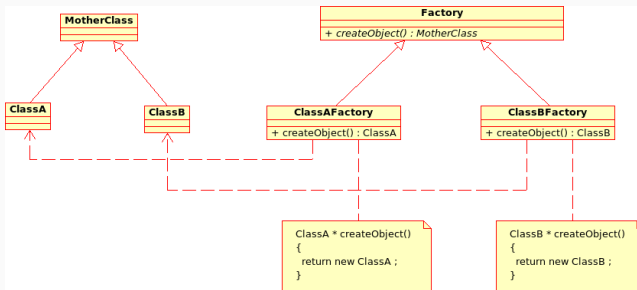 MotherClass
Factory
+ createObject() : MotherClass
ClassA
ClassB
ClassAFactory
+ createObject() : ClassA
ClassBFactory
+ createObject() : ClassB
ClassA * createObject()
{
return new ClassA ;
}
ClassB * createObject()
{
return new ClassB ;
}